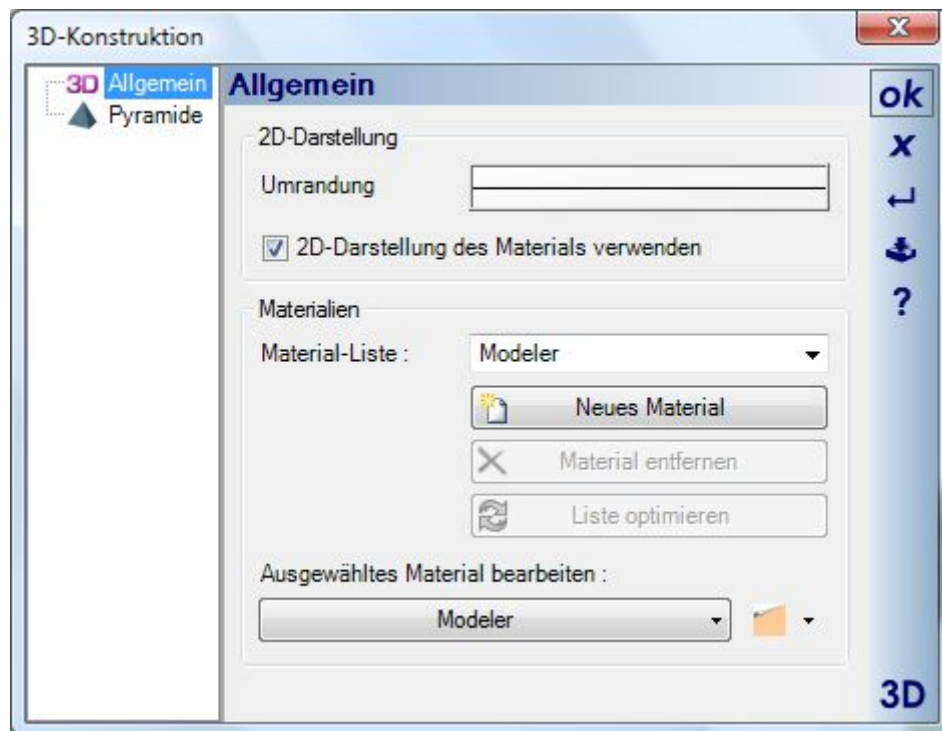 3D-Konstruktion
3D Allgemein
Pyramide
Allgemein
2D-Darstellung
Umrandung
2D-Darstellung des Materials verwenden
Materialien
Material-Liste :
Modeler
Neues Material
Material entfernen
Liste optimieren
Ausgewähltes Material bearbeiten :
Modeler
ok
x
?
3D